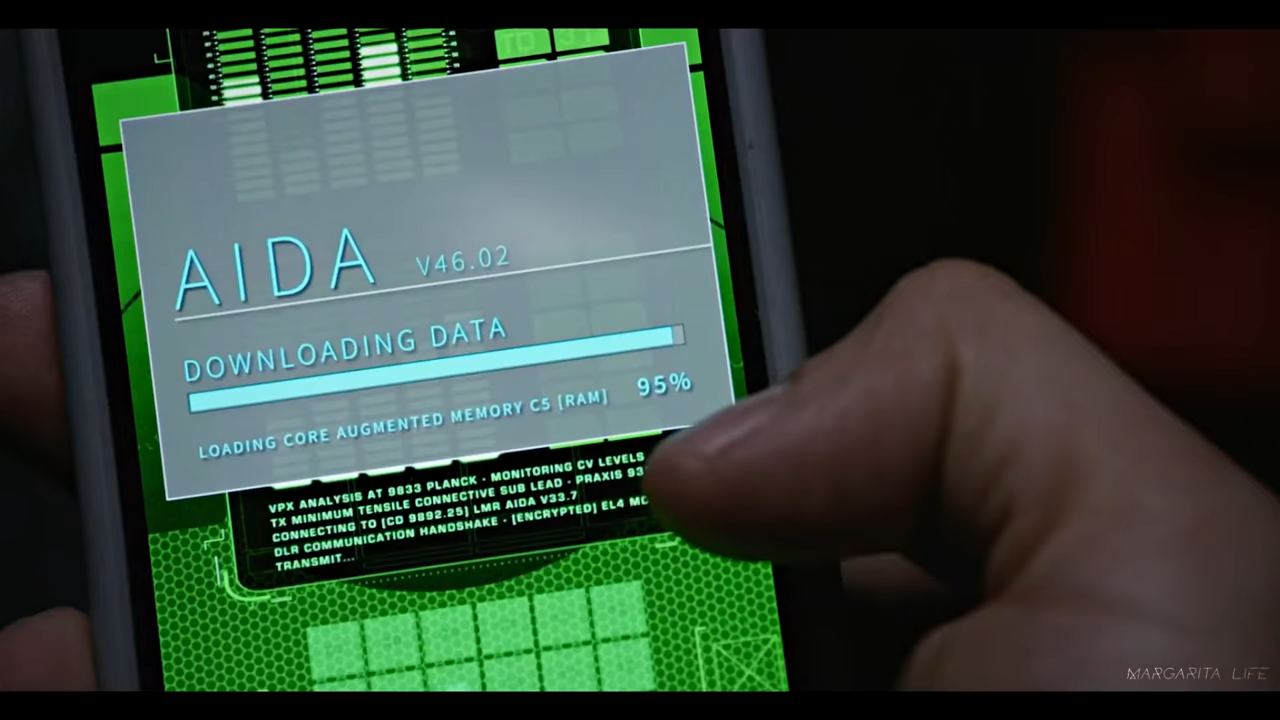 AIDA V46.02
DOWNLOADING DATA
LOADING CORE AUGMENTED MEMORY C5 [RAM] 95%
VPX ANALYSIS AT 9833 PLANCK - MONITORING CV LEVELS
TX MINIMUM TENSILE CONNECTIVE SUB LEAD - PRAXIS 93
CONNECTING TO [CD 9892.25] LMR AIDA V33.7
DLR COMMUNICATION HANDSHAKE - [ENCRYPTED] EL4
TRANSMIT...
MARGARITA LIFE